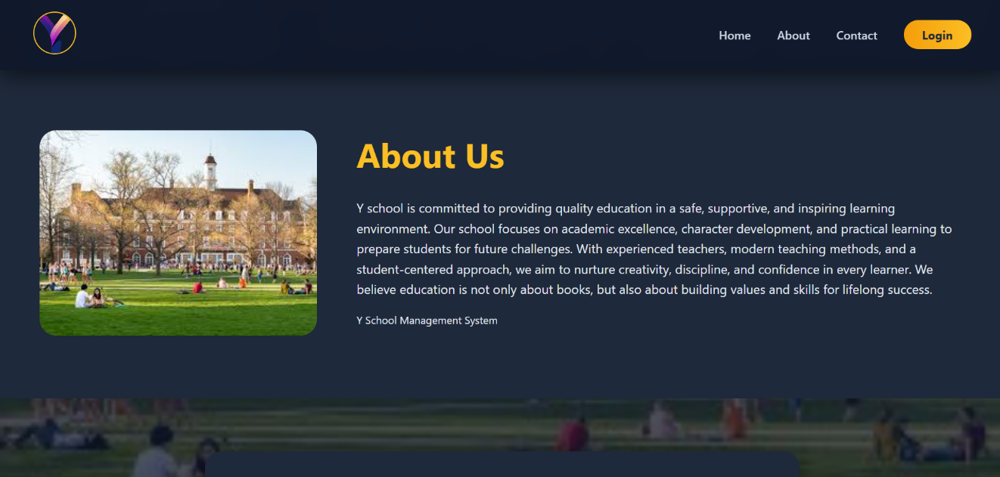 Y
Home
About
Contact
Login
About Us
Y school is committed to providing quality education in a safe, supportive, and inspiring learning
environment. Our school focuses on academic excellence, character development, and practical learning to
prepare students for future challenges. With experienced teachers, modern teaching methods, and a
student-centered approach, we aim to nurture creativity, discipline, and confidence in every learner. We
believe education is not only about books, but also about building values and skills for lifelong success.
Y School Management System